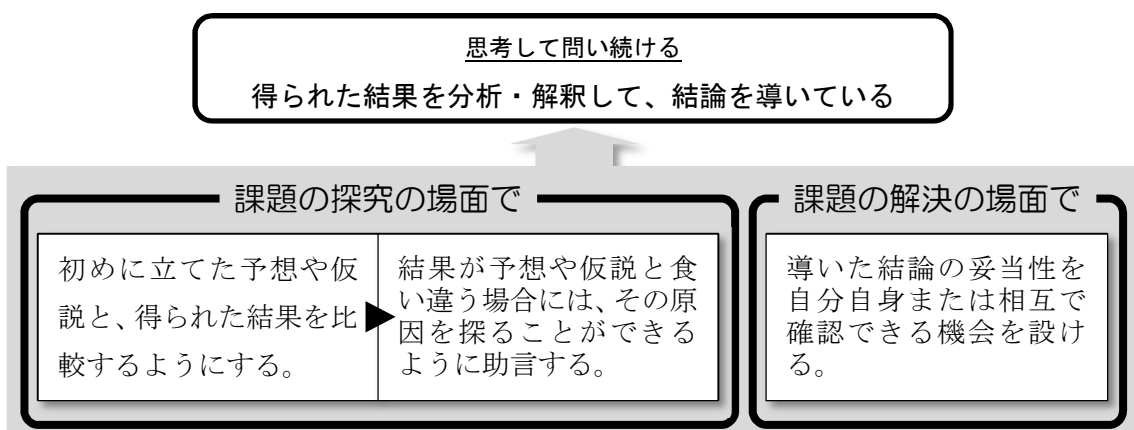 思考して問い続ける
得られた結果を分析・解釈して、結論を導いている
課題の探究の場面で
初めに立てた予想や仮
説と、得られた結果を比
較するようにする。
結果が予想や仮説と食
い違う場合には、その原
因を探ることができる
ように助言する。
課題の解決の場面で
導いた結論の妥当性を
自分自身または相互で
確認できる機会を設け
る。